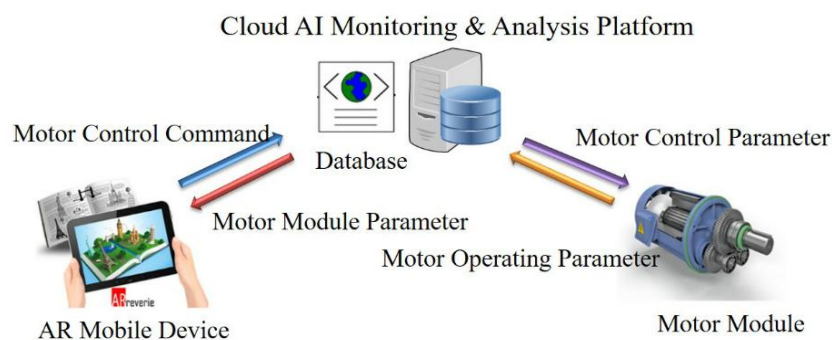 Cloud AI Monitoring & Analysis Platform
Motor Control Command
Database
Motor Control Parameter
Motor Module Parameter
Motor Operating Parameter
ARreverie
AR Mobile Device
Motor Module